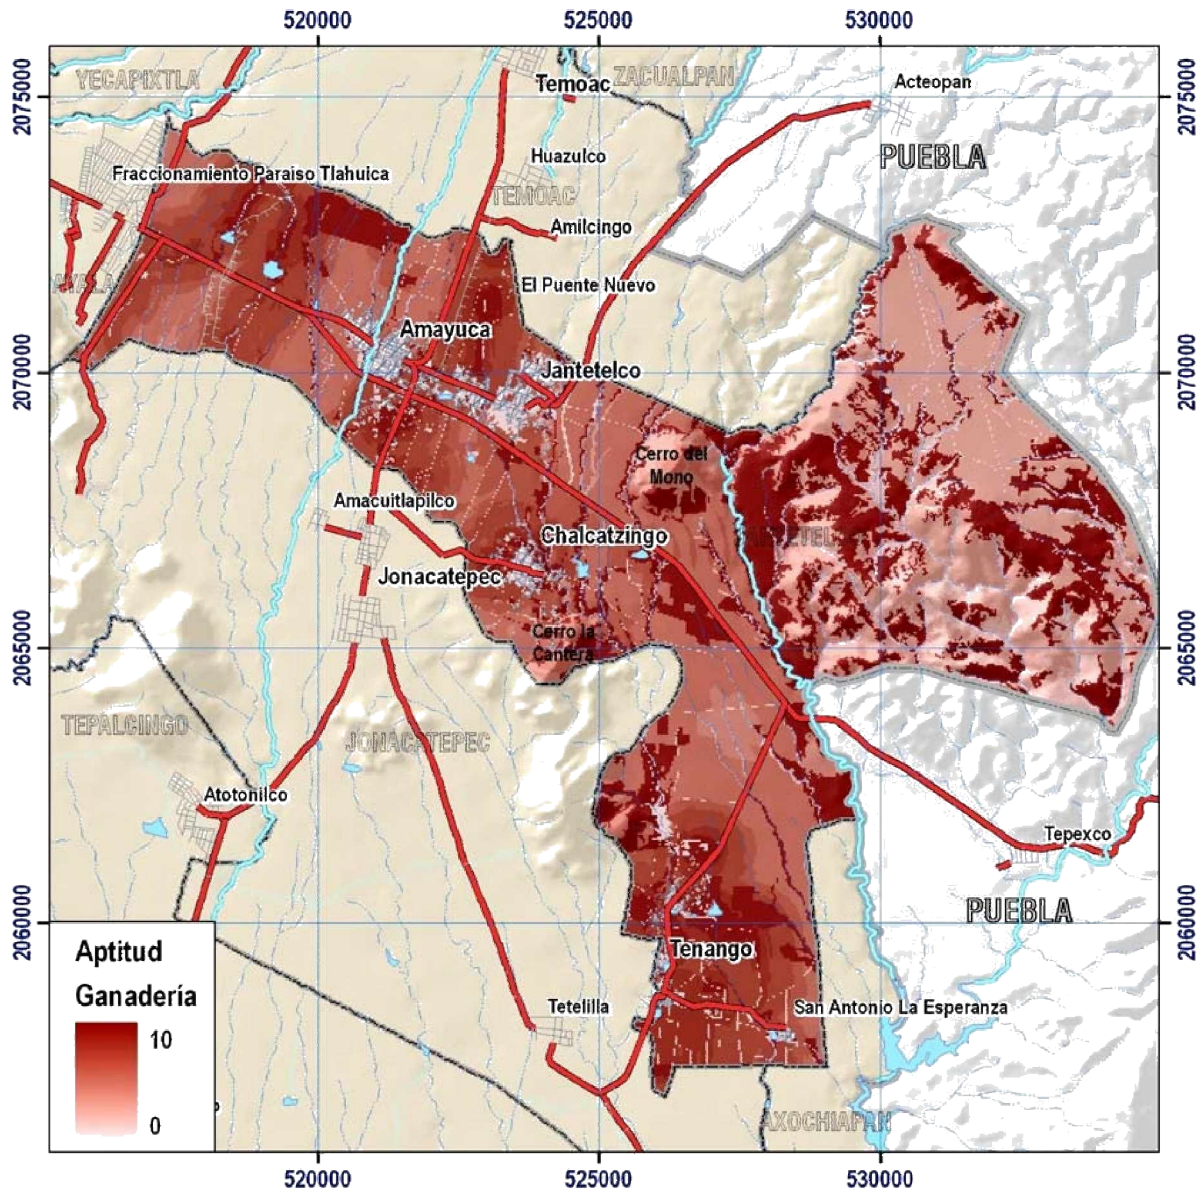 520000
525000
530000
YECAPIXTLA
ZACUALPAN
Temoac
Acteopan
2075000
2075000
Huazulco
PUEBLA
Fraccionamiento Paraiso Tlahuica
TEMOAC
Amilcingo
AYALA
El Puente Nuevo
Amayuca
2070000
2070000
Jantetelco
Cerro del
Mono
Amacuitlapilco
Chalcatzingo
Jonacatepec
Cerro la
Cantera
2065000
2065000
TEPALCINGO
JONACATEPEC
Atotonilco
Tepexco
PUEBLA
2060000
2060000
Tenango
Tetelilla
San Antonio La Esperanza
AXOCHIAPAN
Aptitud
Ganadería
10
0
520000
525000
530000